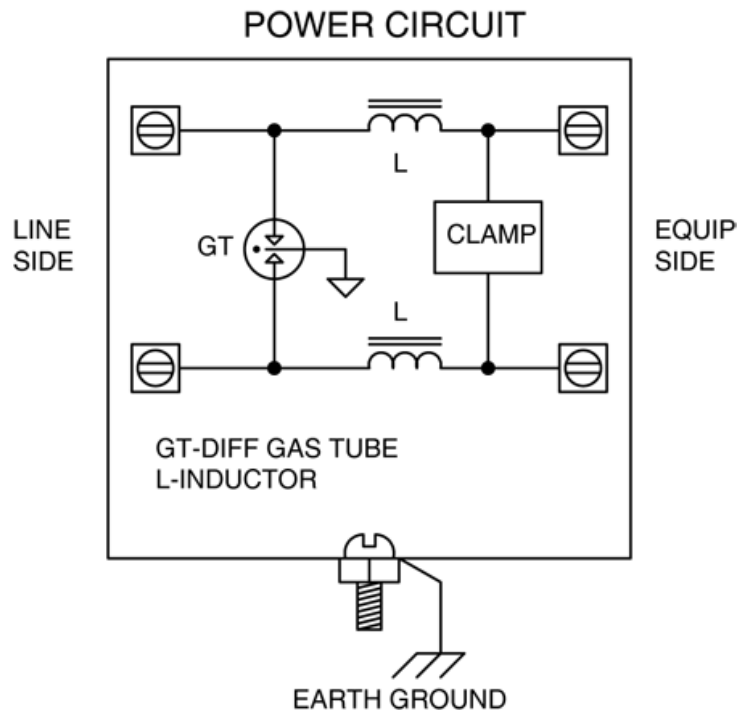 POWER CIRCUIT
L
LINE
SIDE
GT
CLAMP
EQUIP
SIDE
L
GT-DIFF GAS TUBE
L-INDUCTOR
EARTH GROUND